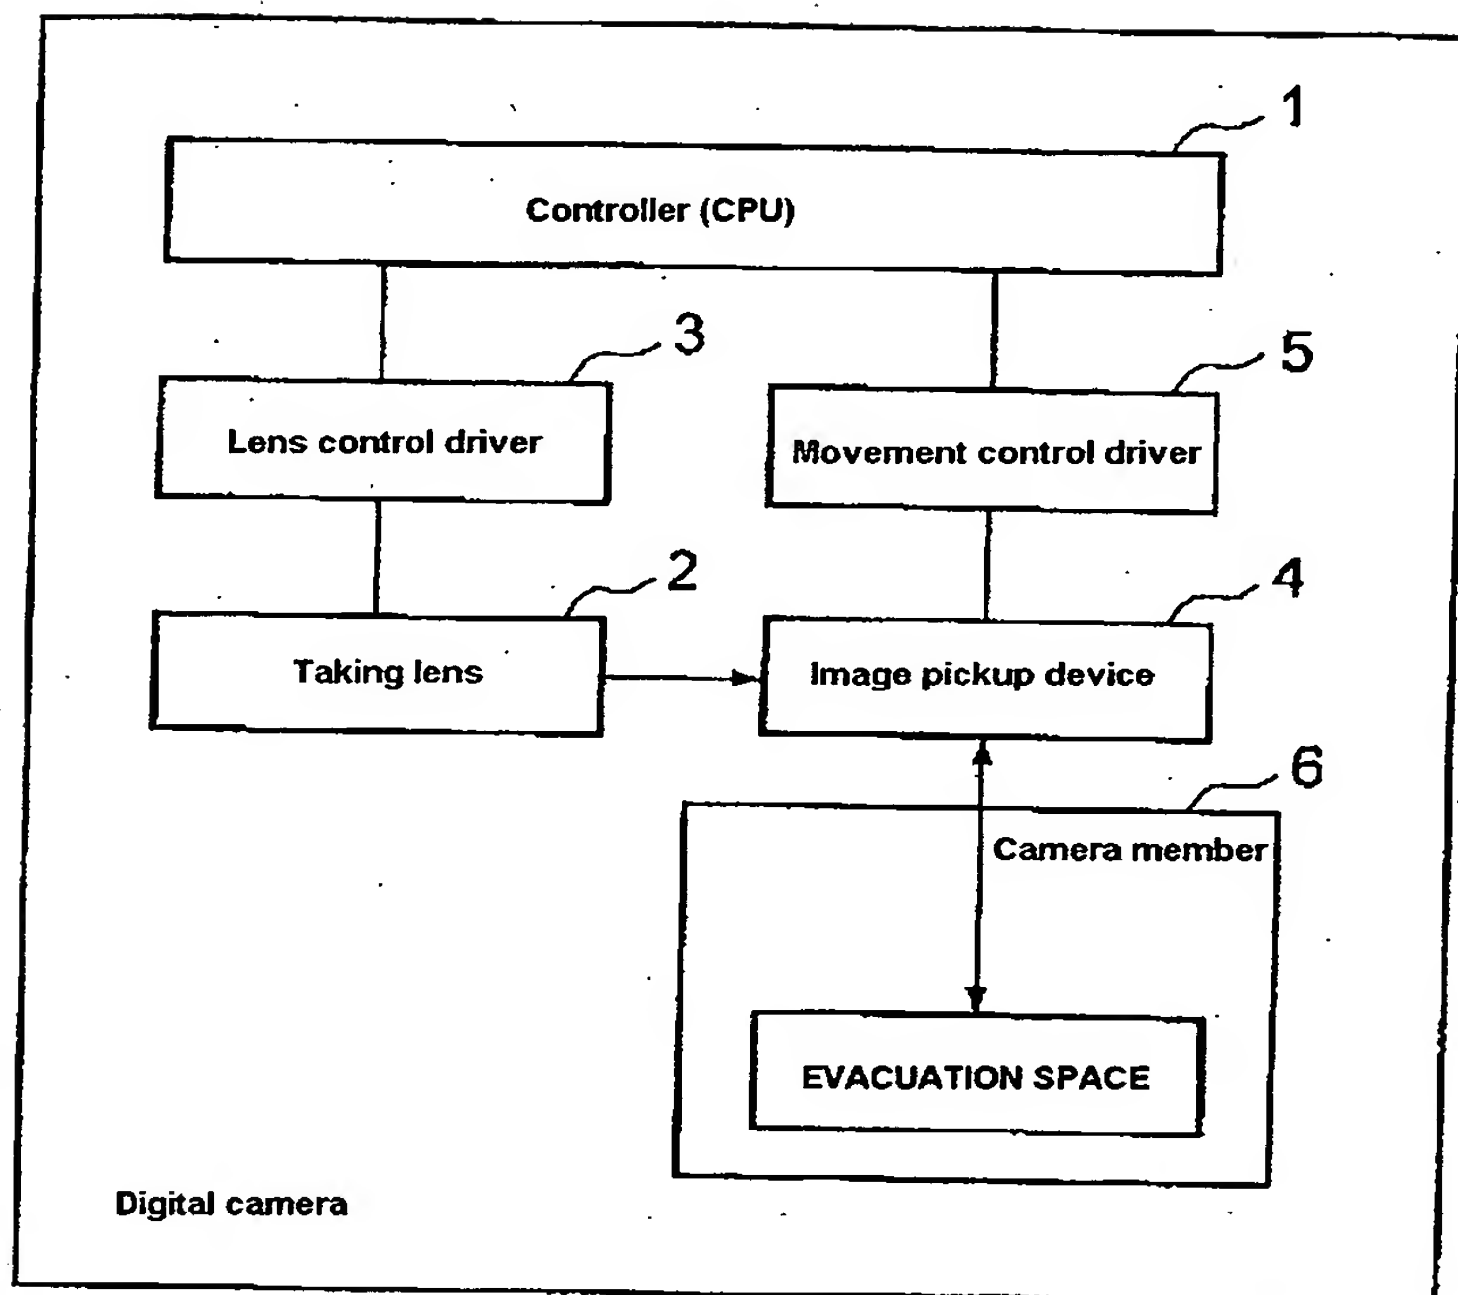 1
Controller (CPU)
3
5
Lens control driver
Movement control driver
2
4
Taking lens
Image pickup device
6
Camera member
EVACUATION SPACE
Digital camera